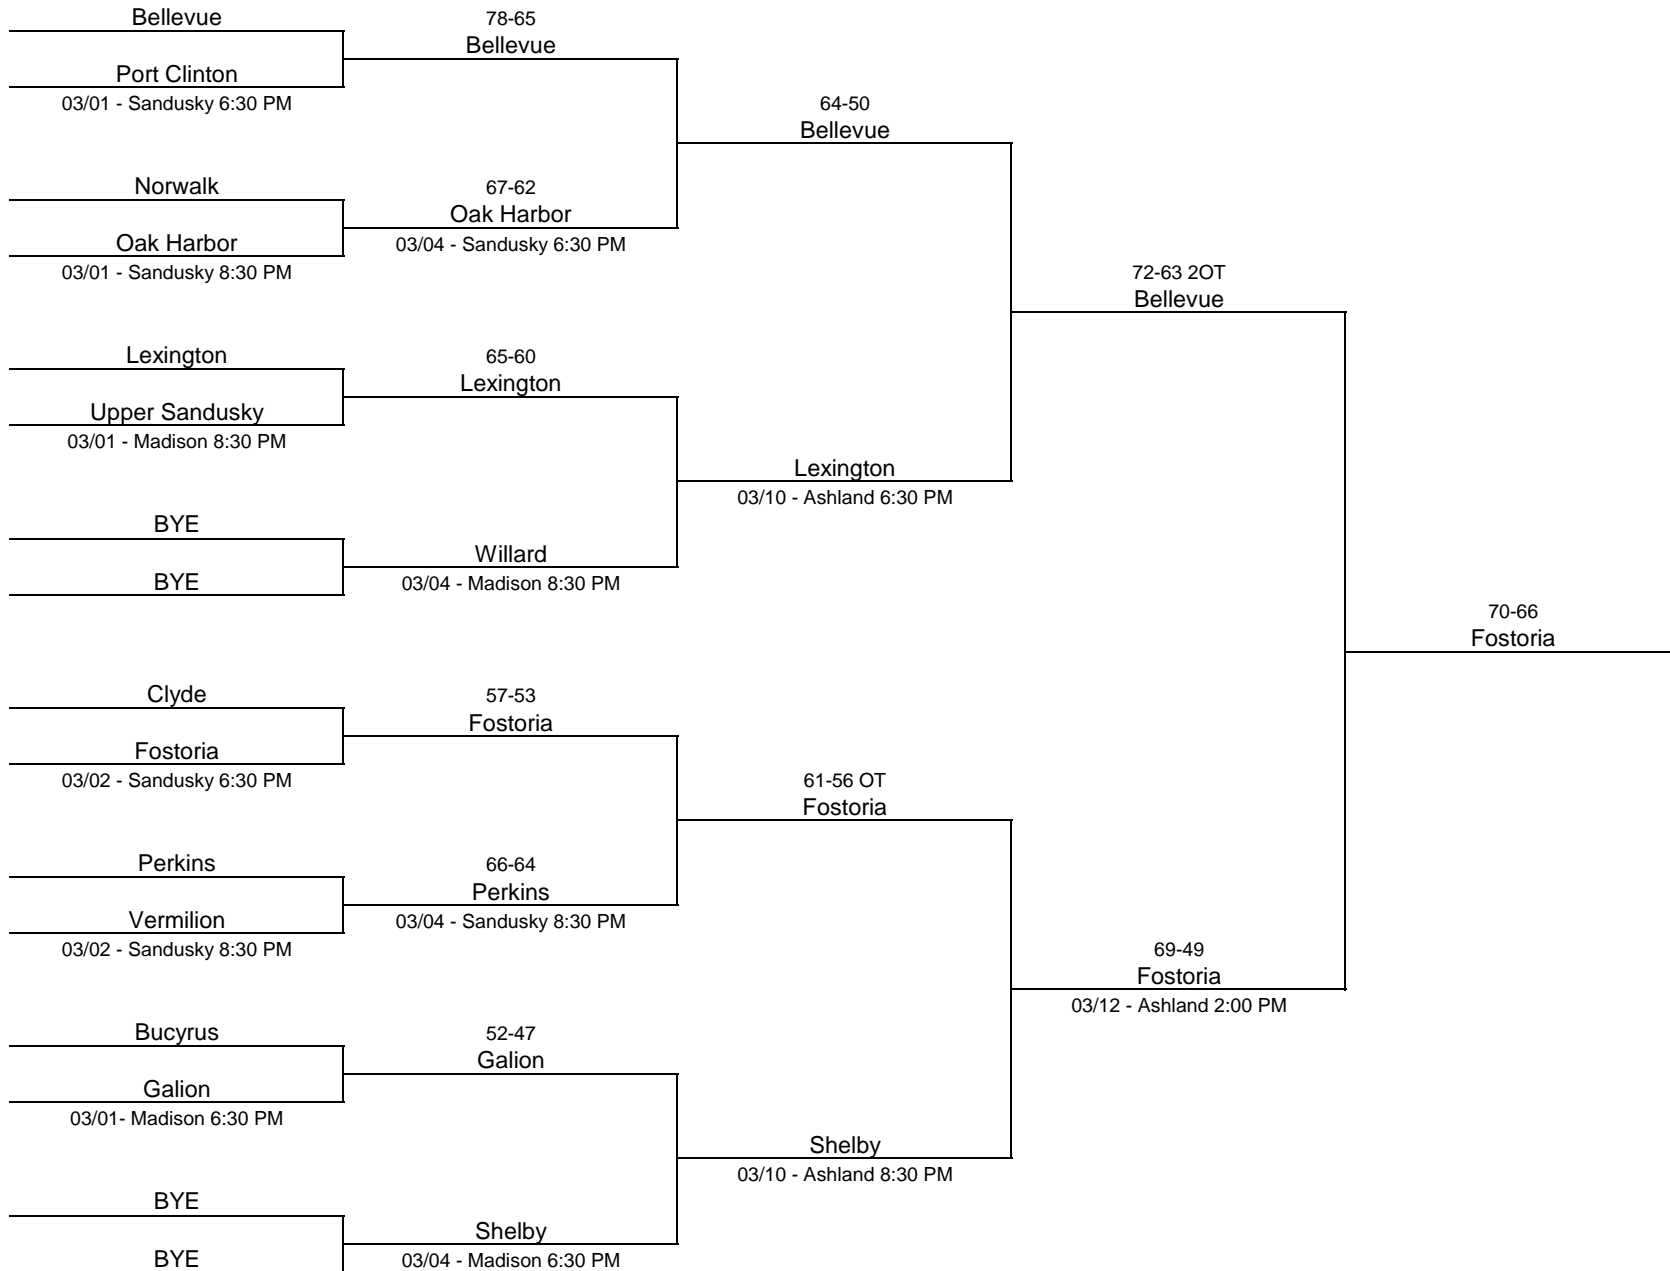 Bellevue
Port Clinton
03/01 - Sandusky 6:30 PM
Norwalk
Oak Harbor
03/01 - Sandusky 8:30 PM
Lexington
Upper Sandusky
03/01 - Madison 8:30 PM
BYE
BYE
Clyde
Fostoria
03/02 - Sandusky 6:30 PM
Perkins
Vermilion
03/02 - Sandusky 8:30 PM
Bucyrus
Galion
03/01- Madison 6:30 PM
BYE
BYE
78-65
Bellevue
67-62
Oak Harbor
03/04 - Sandusky 6:30 PM
65-60
Lexington
Willard
03/04 - Madison 8:30 PM
57-53
Fostoria
66-64
Perkins
03/04 - Sandusky 8:30 PM
52-47
Galion
Shelby
03/04 - Madison 6:30 PM
64-50
Bellevue
Lexington
03/10 - Ashland 6:30 PM
61-56 OT
Fostoria
Shelby
03/10 - Ashland 8:30 PM
72-63 2OT
Bellevue
69-49
Fostoria
03/12 - Ashland 2:00 PM
70-66
Fostoria